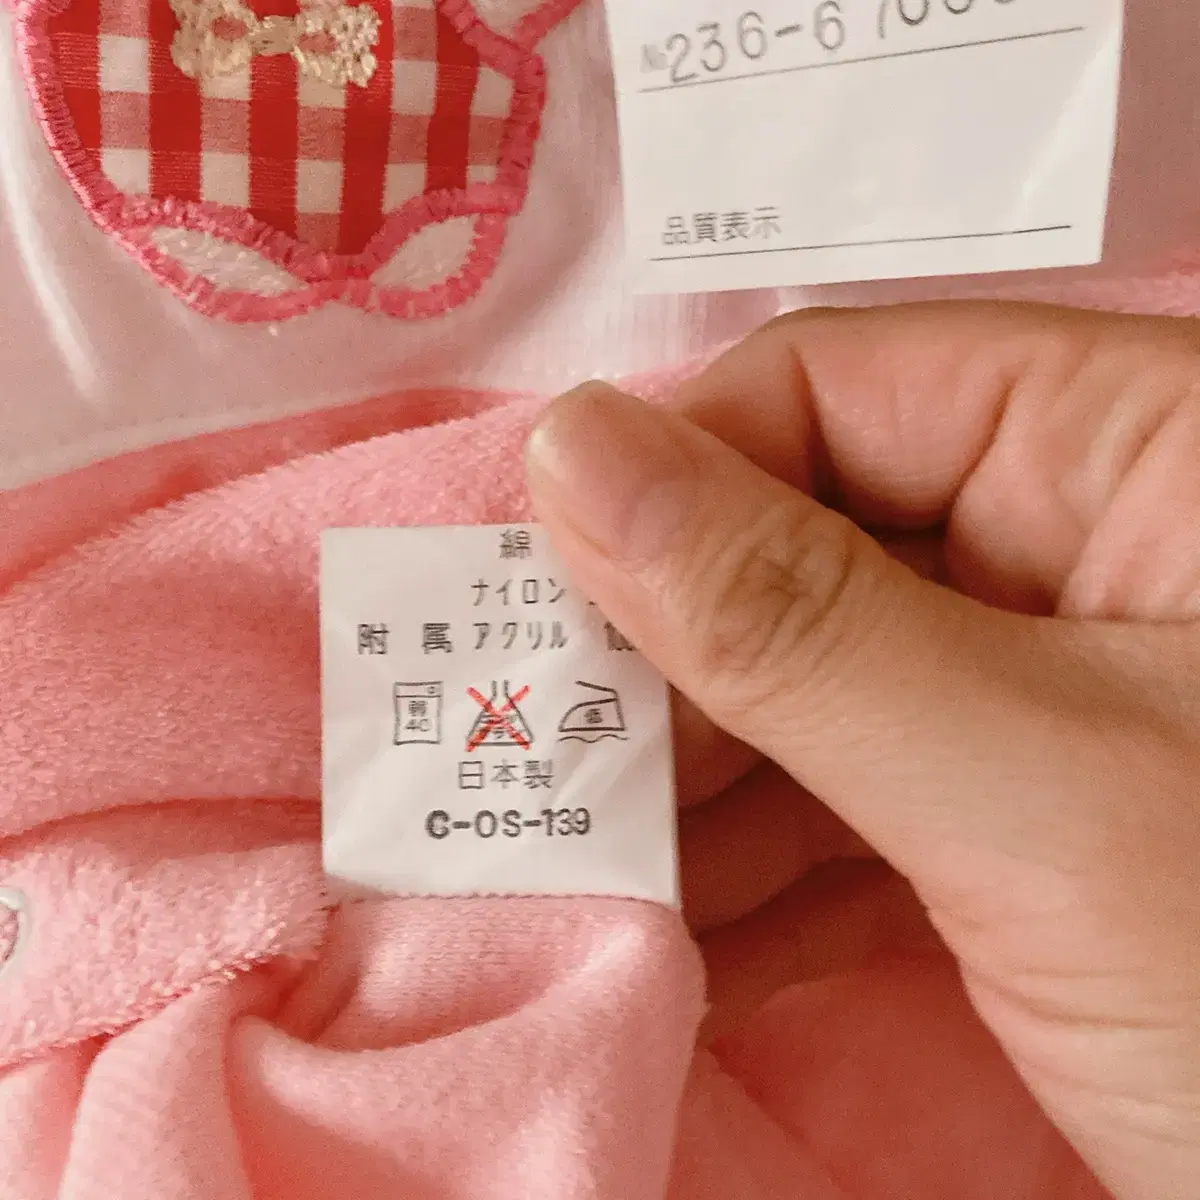 №236-6
品質表示
綿
ナイロン
附 属 アクリル
弱
40
低
日本製
C-OS-139